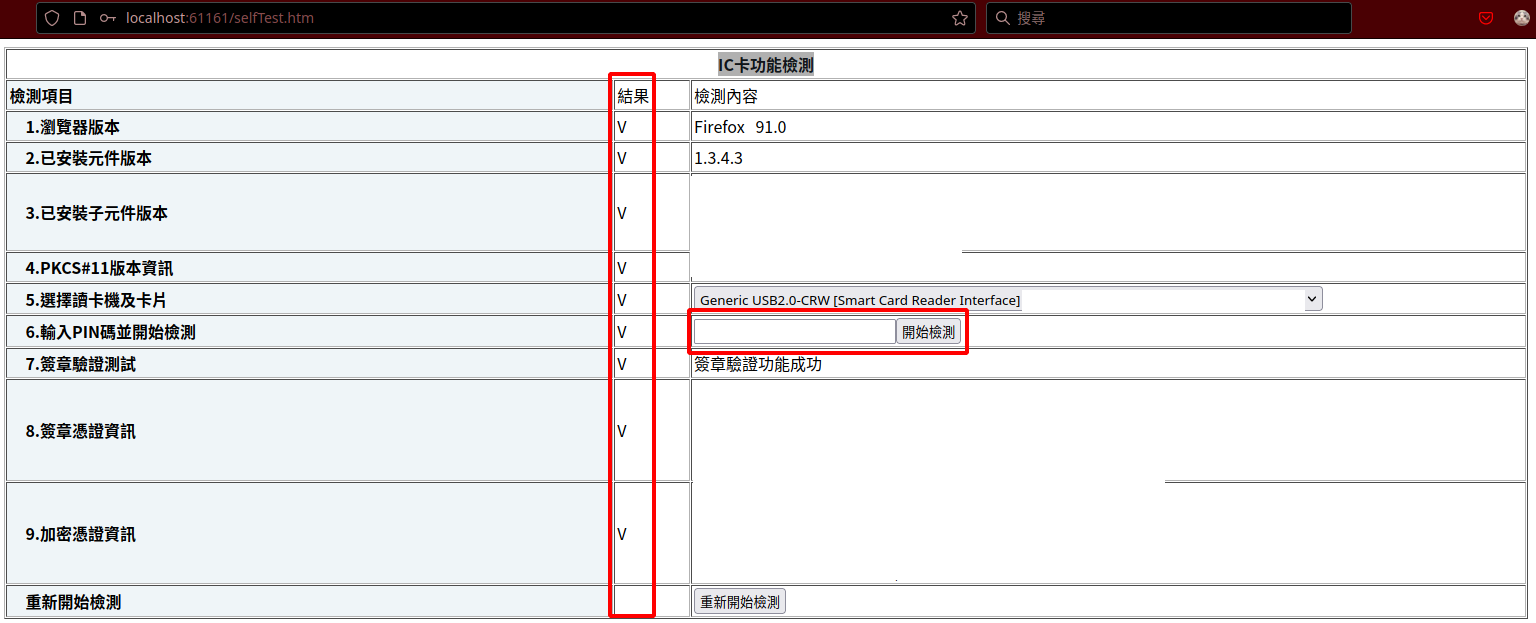 localhost:61161/selfTest.htm 搜尋
IC卡功能檢測
檢測項目 結果 檢測內容
1.瀏覽器版本 V Firefox 91.0
2.已安裝元件版本 V 1.3.4.3
3.已安裝子元件版本 V
4.PKCS#11版本資訊 V
5.選擇讀卡機及卡片 V Generic USB2.0-CRW [Smart Card Reader Interface]
6.輸入PIN碼並開始檢測 V 開始檢測
7.簽章驗證測試 V 簽章驗證功能成功
8.簽章憑證資訊 V
9.加密憑證資訊 V
重新開始檢測 重新開始檢測